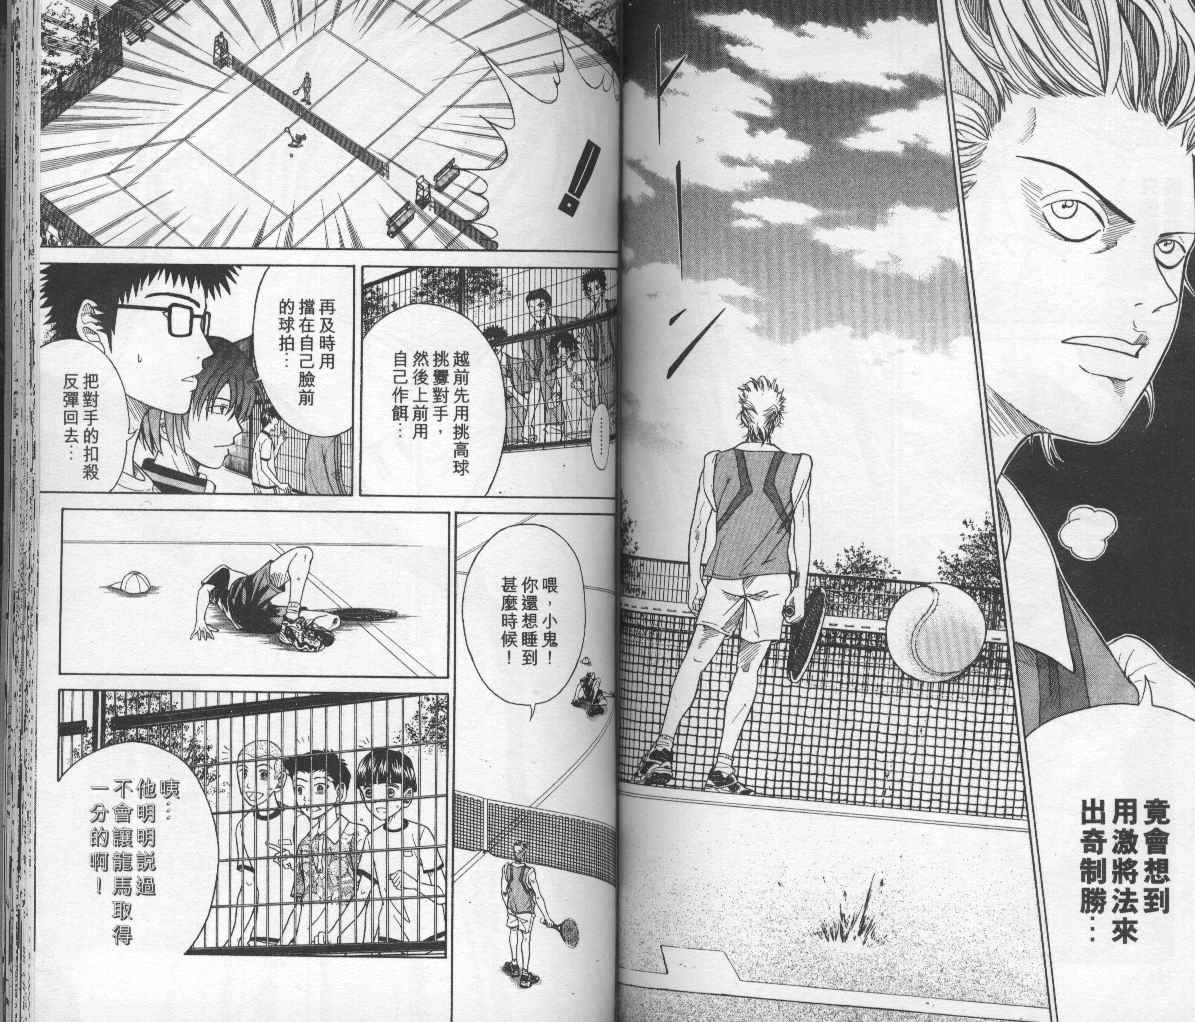 竟會想到
用激將法來
出奇制勝…
！
………
越前先用挑高球
挑釁對手，
然後上前用
自己作餌…
再及時用
擋在自己臉前
的球拍…
把對手的扣殺
反彈回去…
喂，小鬼！
你還想睡到
甚麼時候！
咦…
他明明說過
不會讓龍馬取得
一分的啊！